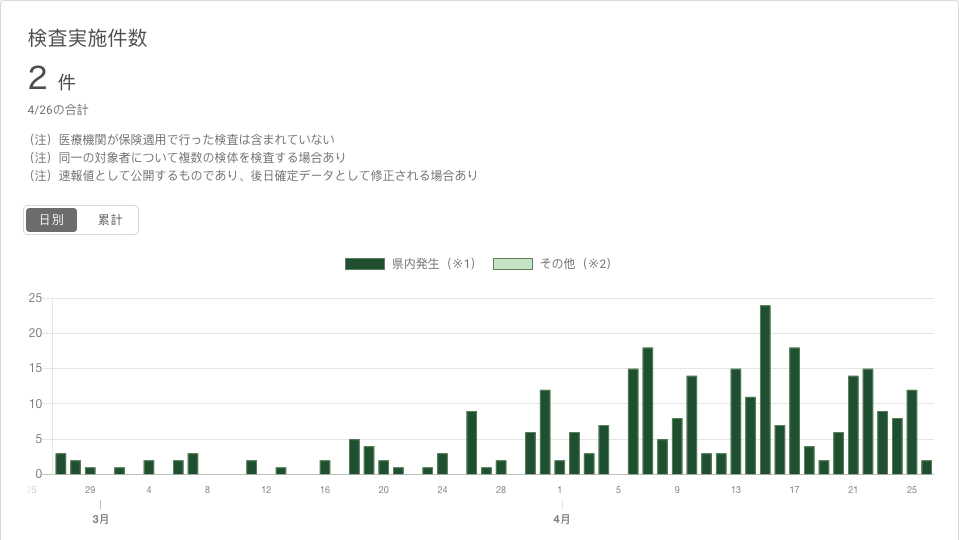 検査実施件数
2 件
4/26の合計
（注）医療機関が保険適用で行った検査は含まれていない
（注）同一の対象者について複数の検体を検査する場合あり
（注）速報値として公開するものであり、後日確定データとして修正される場合あり
日別 累計
県内発生（※1） その他（※2）
25
20
15
10
5
0
25 29 4 8 12 16 20 24 28 1 5 9 13 17 21 25
3月 4月